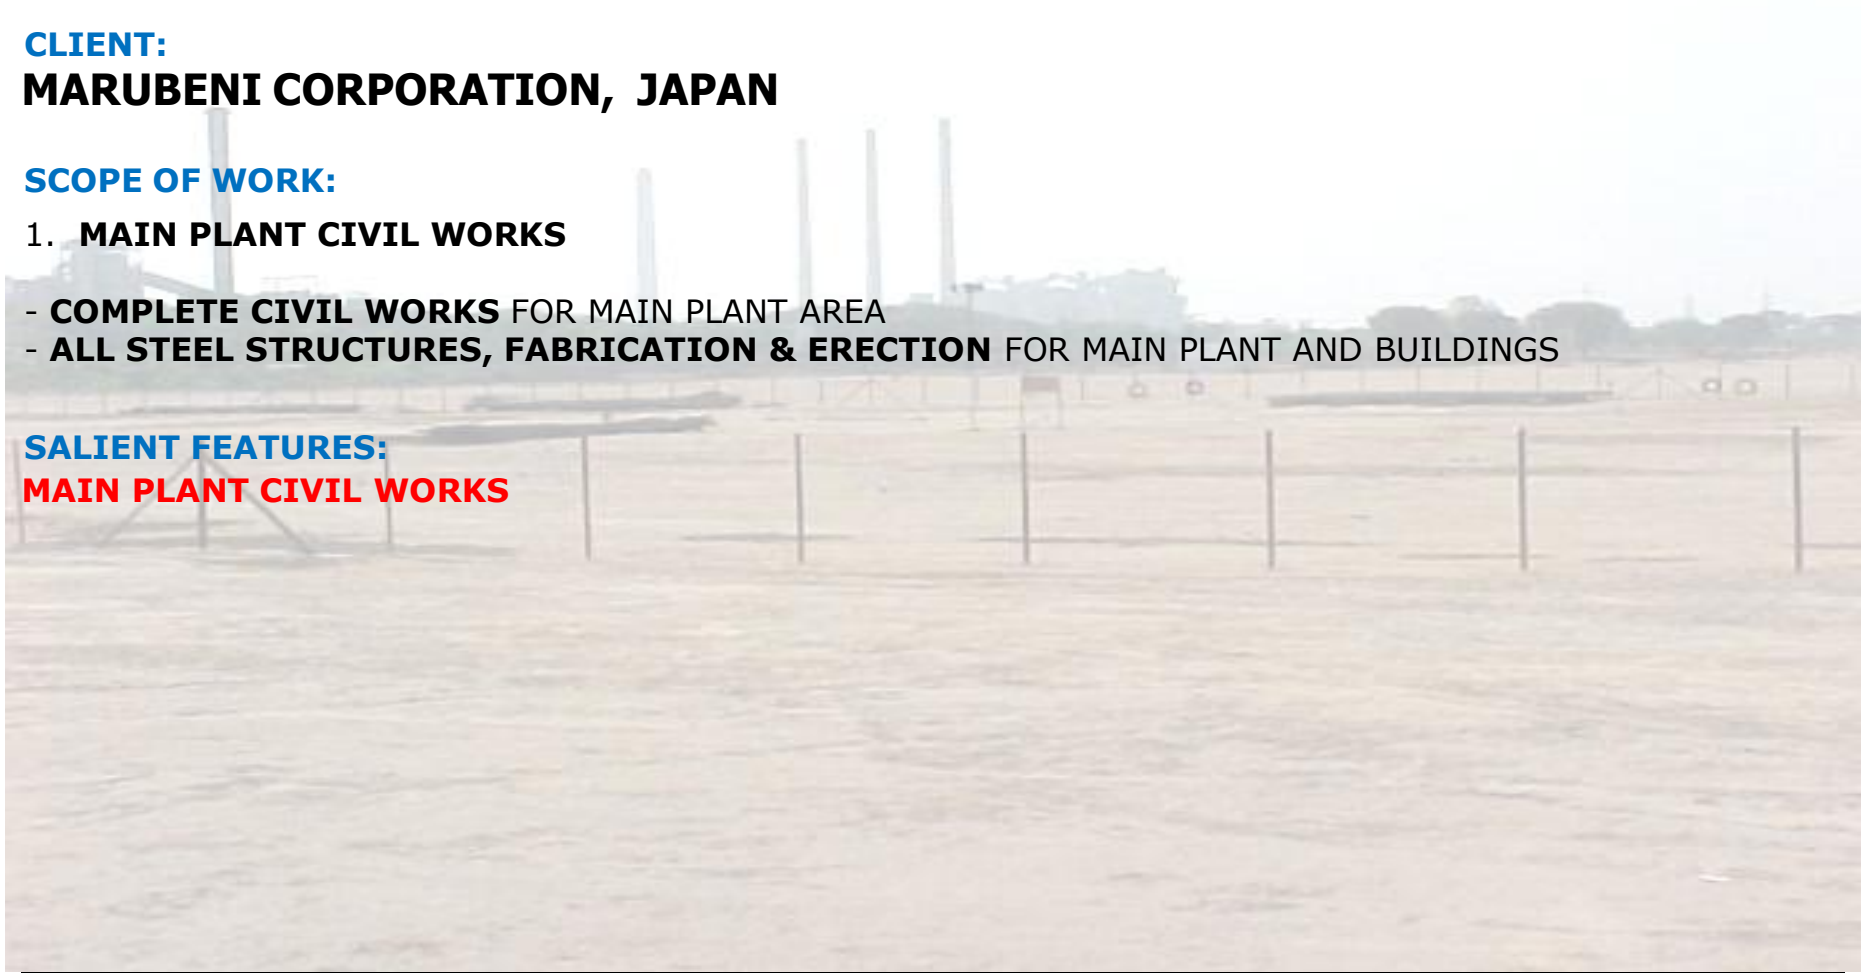 CLIENT:
MARUBENI CORPORATION, JAPAN
SCOPE OF WORK:
1. MAIN PLANT CIVIL WORKS
- COMPLETE CIVIL WORKS FOR MAIN PLANT AREA
- ALL STEEL STRUCTURES, FABRICATION & ERECTION FOR MAIN PLANT AND BUILDINGS
SALIENT FEATURES:
MAIN PLANT CIVIL WORKS